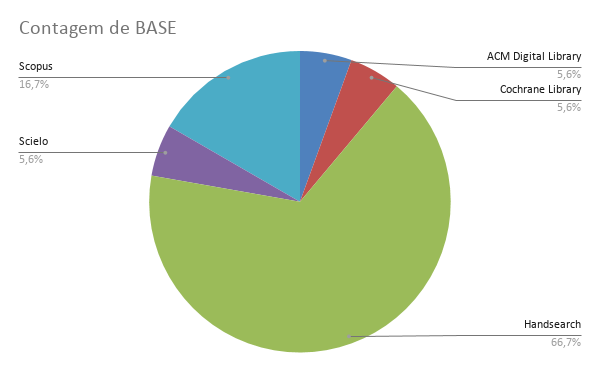 Contagem de BASE
ACM Digital Library
5,6%
Cochrane Library
5,6%
Handsearch
66,7%
Scielo
5,6%
Scopus
16,7%